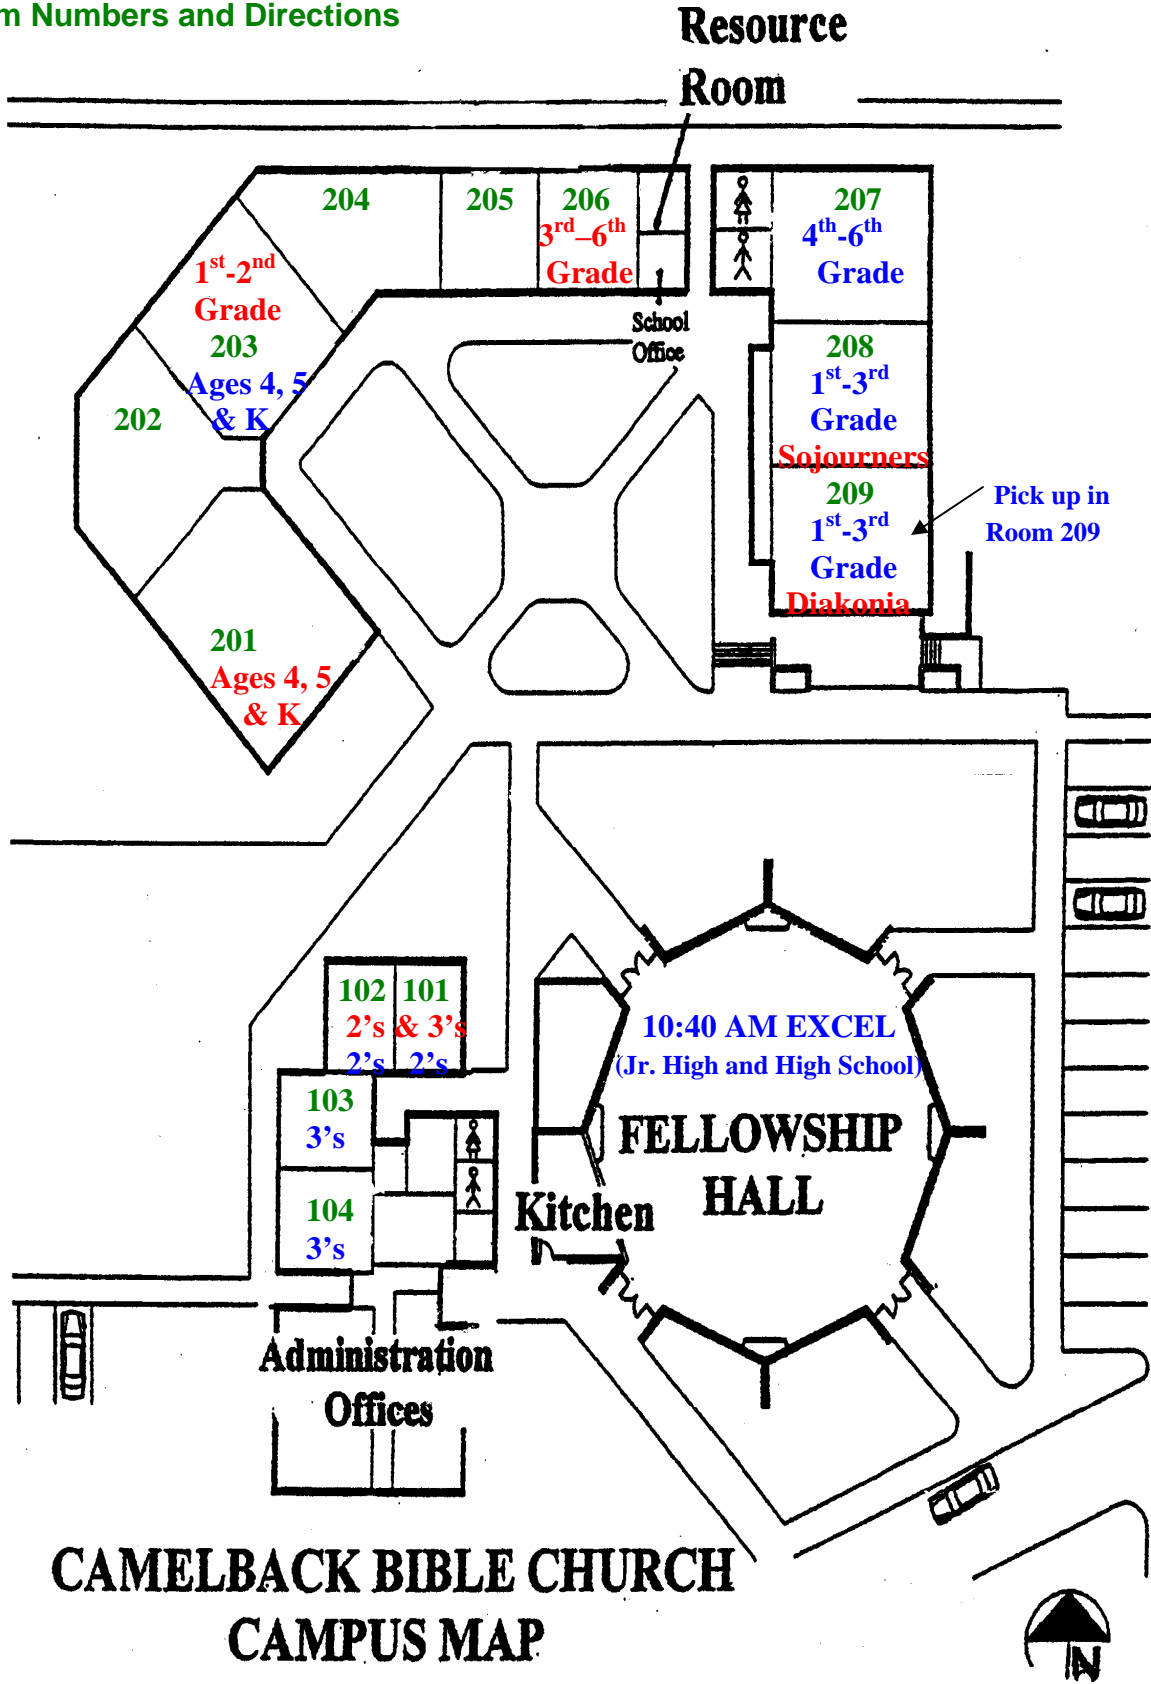 m Numbers and Directions
Resource
Room
204
205
206
3rd–6th
Grade
207
4th-6th
Grade
1st-2nd
Grade
203
Ages 4, 5
& K
School
Office
208
1st-3rd
Grade
Sojourners
202
209
1st-3rd
Grade
Diakonia
Pick up in
Room 209
201
Ages 4, 5
& K
102 101
2's & 3's
2's 2's
10:40 AM EXCEL
(Jr. High and High School)
103
3's
FELLOWSHIP
HALL
Kitchen
104
3's
Administration
Offices
CAMELBACK BIBLE CHURCH
CAMPUS MAP
N